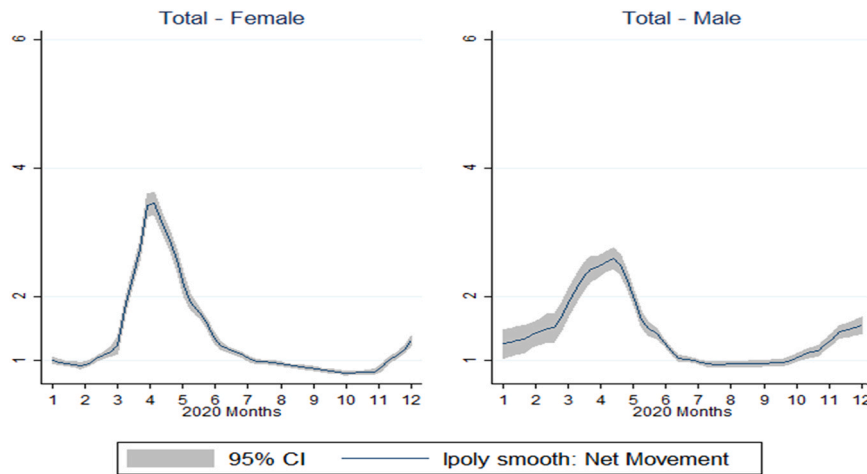 Total - Female
6
4
2
1
1 2 3 4 5 6 7 8 9 10 11 12
2020 Months
Total - Male
6
4
2
1
1 2 3 4 5 6 7 8 9 10 11 12
2020 Months
95% CI lpoly smooth: Net Movement